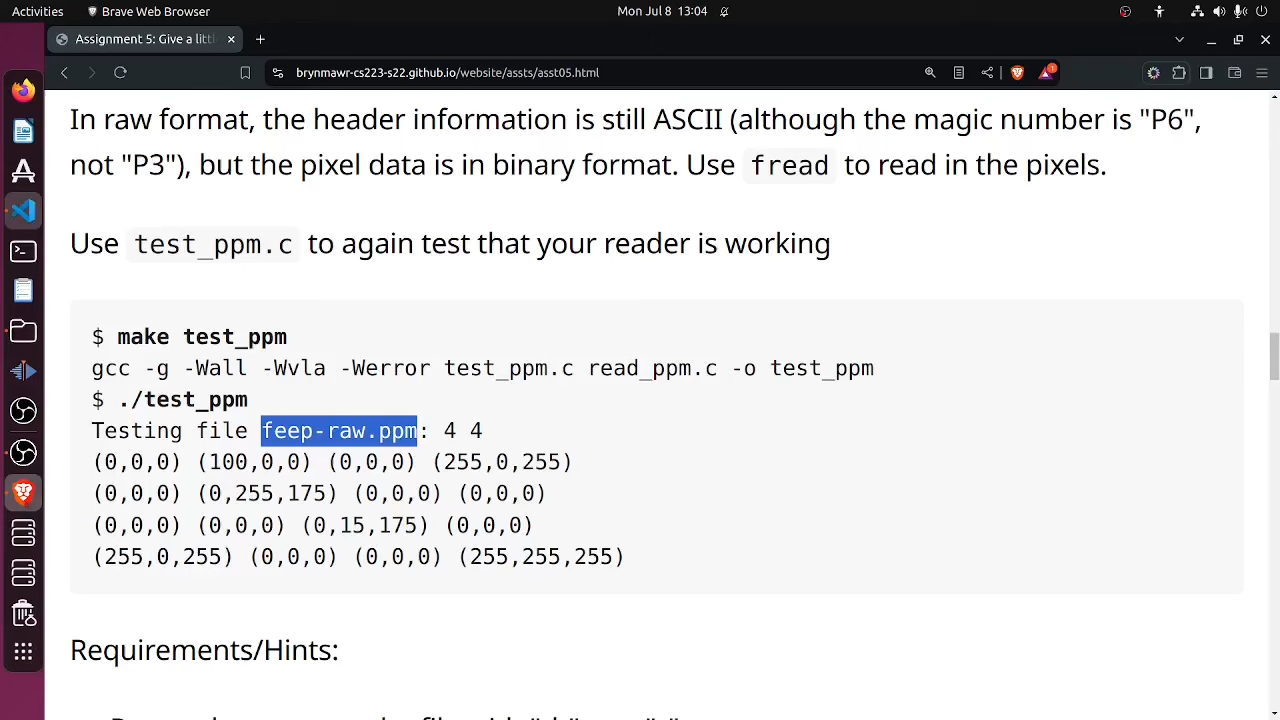 Activities
Brave Web Browser
Mon Jul 8 13:04
Assignment 5: Give a littl
brynmawr-cs223-s22.github.io/website/assts/asst05.html
1
In raw format, the header information is still ASCII (although the magic number is "P6",
not "P3"), but the pixel data is in binary format. Use fread to read in the pixels.
Use test_ppm.c to again test that your reader is working
$ make test_ppm
gcc -g -Wall -Wvla -Werror test_ppm.c read_ppm.c -o test_ppm
$ ./test_ppm
Testing file feep-raw.ppm: 4 4
(0,0,0) (100,0,0) (0,0,0) (255,0,255)
(0,0,0) (0,255,175) (0,0,0) (0,0,0)
(0,0,0) (0,0,0) (0,15,175) (0,0,0)
(255,0,255) (0,0,0) (0,0,0) (255,255,255)
Requirements/Hints: